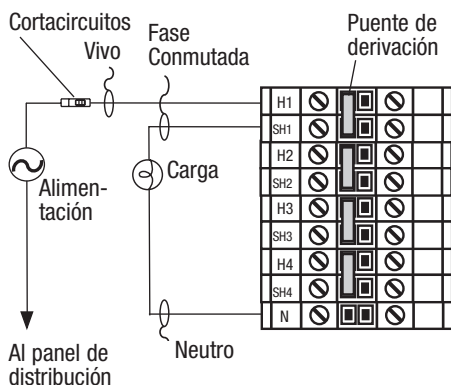 Cortacircuitos
Vivo
Fase
Conmutada
Puente de
derivación
H1
SH1
H2
SH2
H3
SH3
H4
SH4
N
Carga
Alimen-
tación
Neutro
Al panel de
distribución